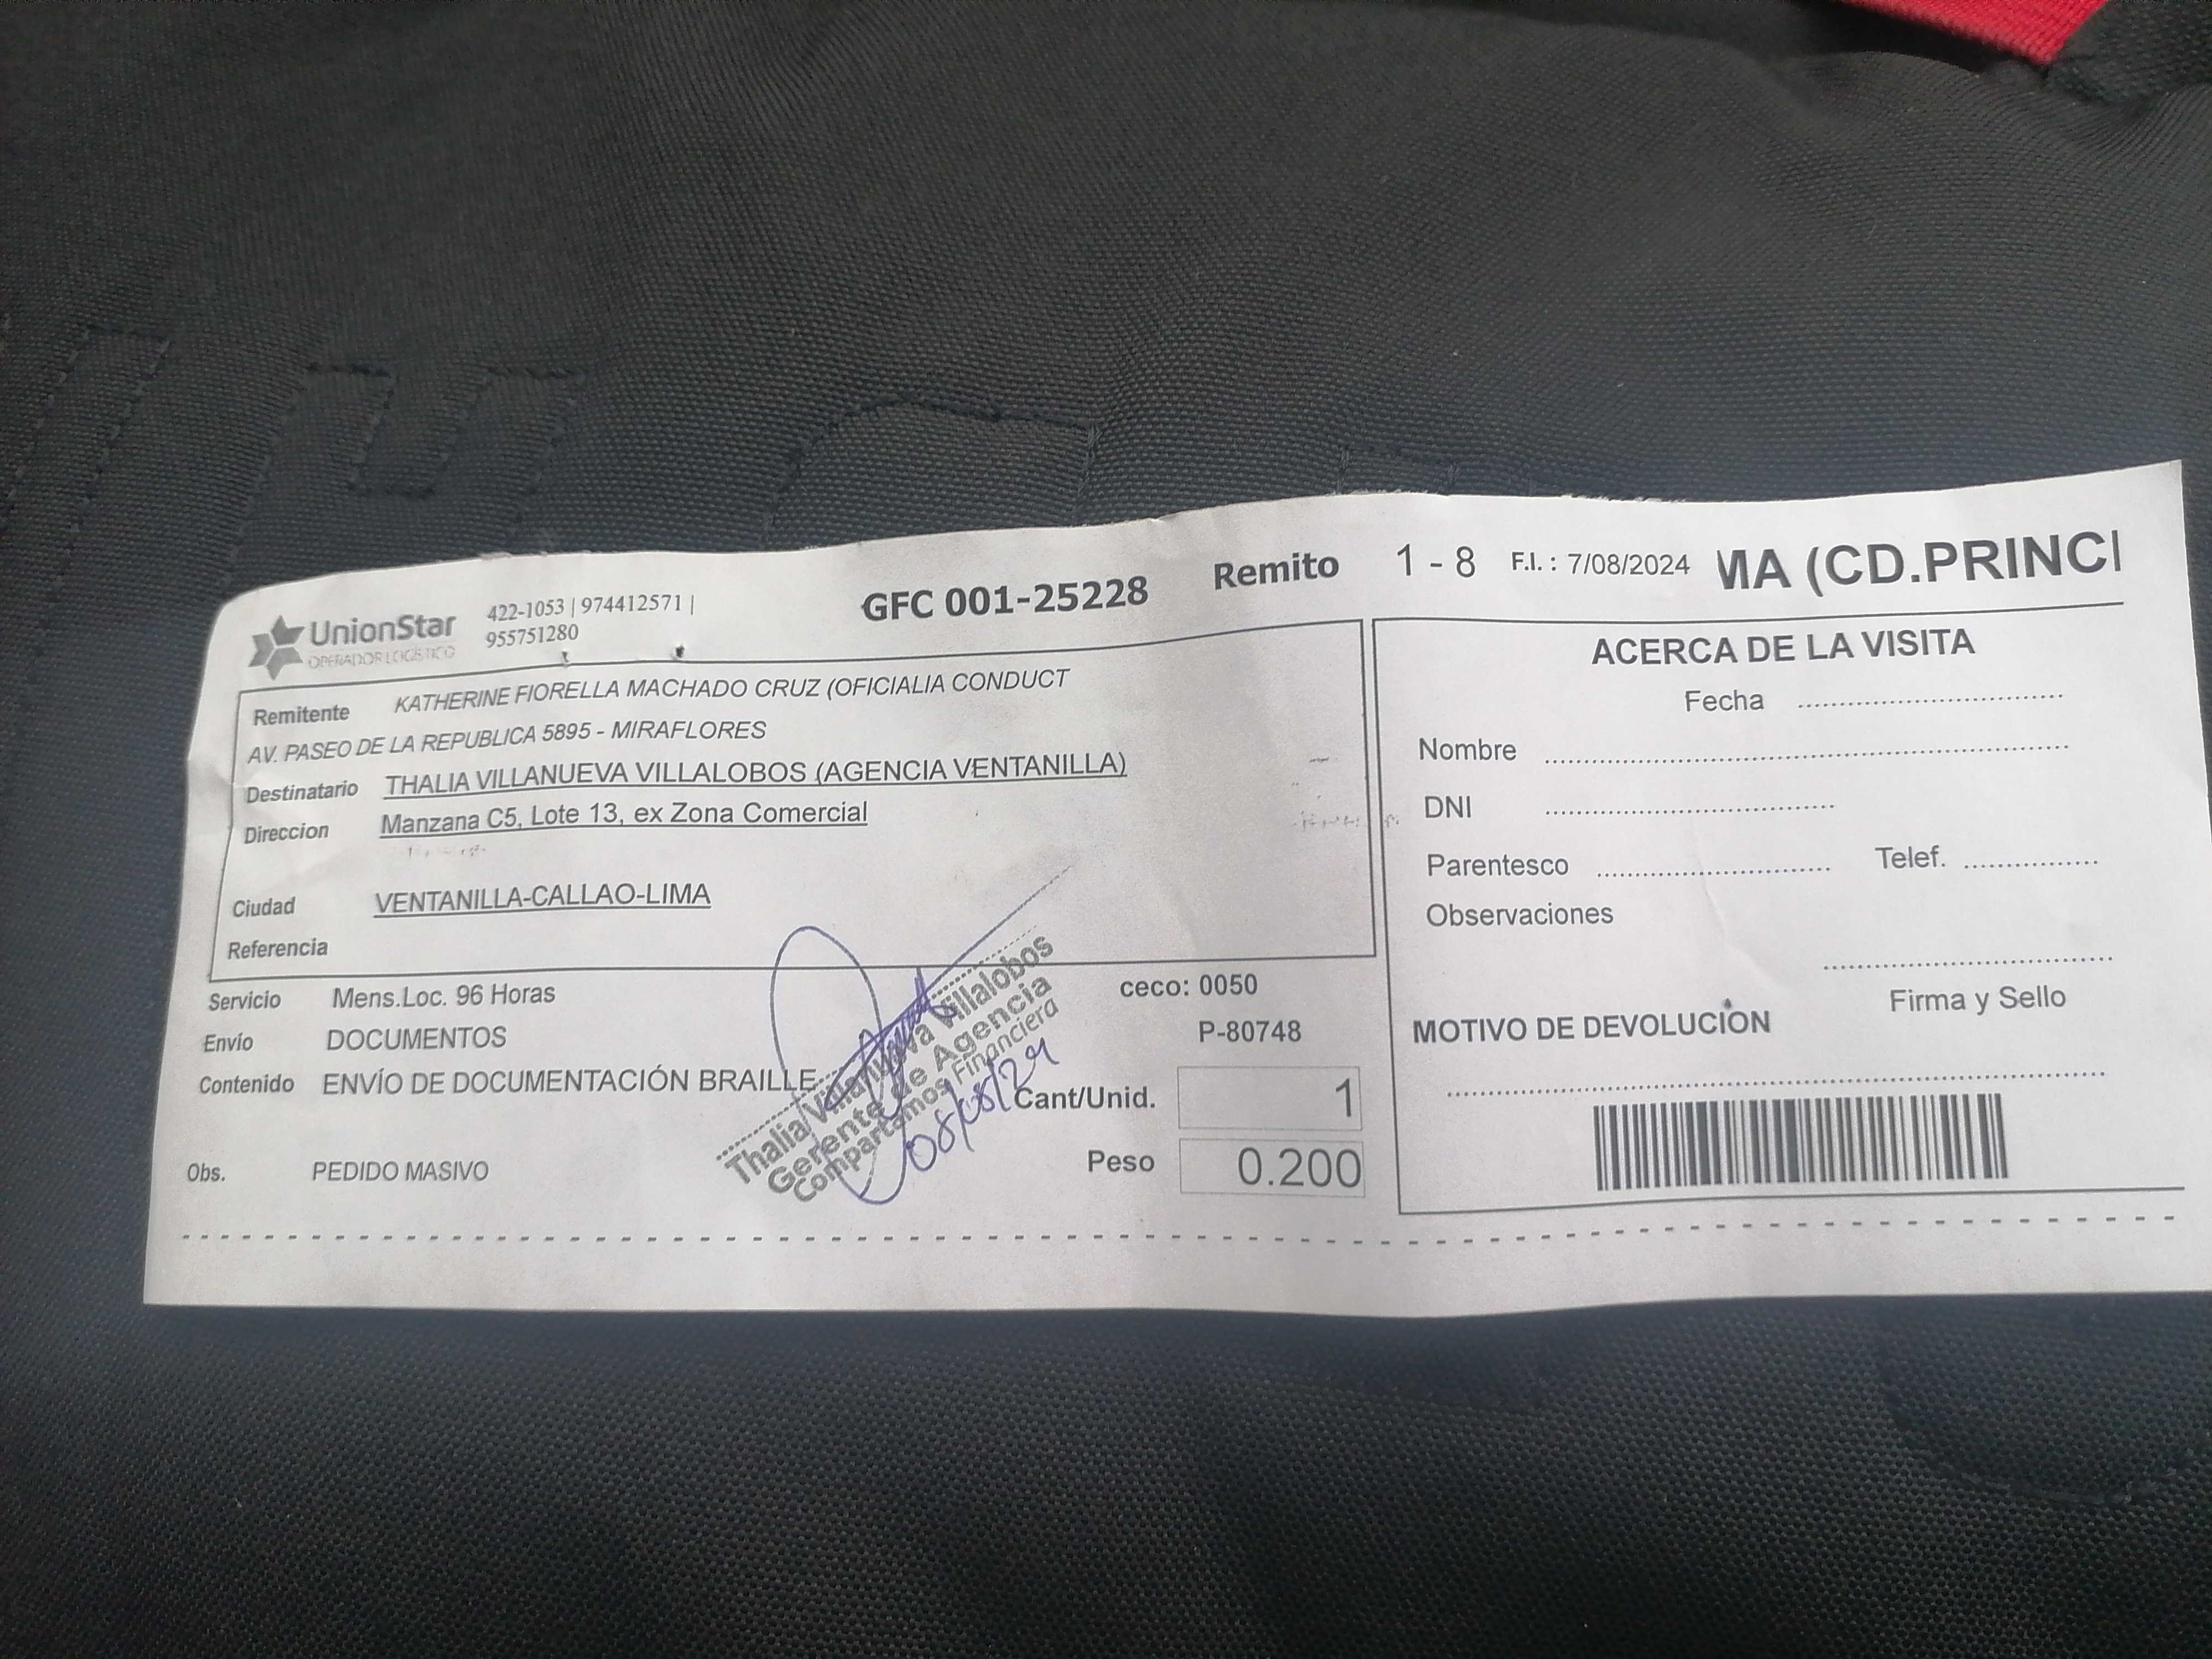 UnionStar
OPERADOR LOGÍSTICO
422-1053 | 974412571 |
955751280
GFC 001-25228
Remito 1 - 8 F.I. : 7/08/2024 MA (CD.PRINCI
Remitente KATHERINE FIORELLA MACHADO CRUZ (OFICIALIA CONDUCT
AV. PASEO DE LA REPUBLICA 5895 - MIRAFLORES
Destinatario THALIA VILLANUEVA VILLALOBOS (AGENCIA VENTANILLA)
Direccion Manzana C5, Lote 13, ex Zona Comercial
Ciudad VENTANILLA-CALLAO-LIMA
Referencia
Servicio Mens.Loc. 96 Horas
ceco: 0050
Envío DOCUMENTOS
P-80748
Contenido ENVÍO DE DOCUMENTACIÓN BRAILLE
Cant/Unid. 1
Obs. PEDIDO MASIVO
Peso 0.200
Thalia Villanueva Villalobos
Gerente de Agencia
Compartamos Financiera
08/08/24
ACERCA DE LA VISITA
Fecha
Nombre
DNI
Parentesco Telef.
Observaciones
Firma y Sello
MOTIVO DE DEVOLUCIÓN